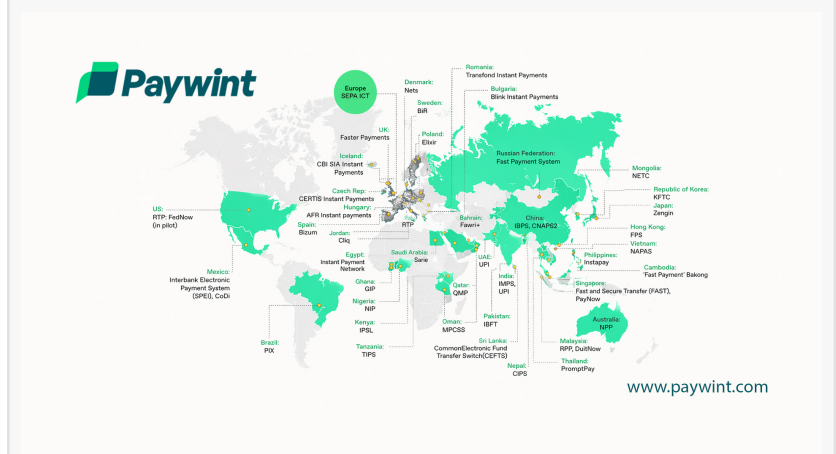 Paywint
Europe
SEPA ICT
Denmark:
Nets
Sweden:
BiR
Romania:
Transfond Instant Payments
Bulgaria:
Blink Instant Payments
UK:
Faster Payments
Poland:
Elixir
Iceland:
CBI SIA Instant
Payments
Czech Rep:
CERTIS Instant Payments
Hungary:
AFR Instant payments
Spain:
Bizum
RTP
Jordan:
Cliq
Russian Federation:
Fast Payment System
Mongolia:
NETC
Republic of Korea:
KFTC
Japan:
Zengin
US:
RTP: FedNow
(in pilot)
Bahrain:
Fawri+
China:
IBPS, CNAPS2
Hong Kong:
FPS
Vietnam:
NAPAS
Egypt:
Instant Payment
Network
Saudi Arabia:
Sarie
UAE:
UPI
India:
IMPS,
UPI
Philippines:
Instapay
Cambodia:
'Fast Payment' Bakong
Mexico:
Interbank Electronic
Payment System
(SPEI), CoDi
Ghana:
GIP
Qatar:
QMP
Singapore:
Fast and Secure Transfer (FAST),
PayNow
Nigeria:
NIP
Kenya:
IPSL
Oman:
MPCSS
Pakistan:
IBFT
Australia:
NPP
Brazil:
PIX
Tanzania:
TIPS
Sri Lanka:
CommonElectronic Fund
Transfer Switch(CEFTS)
Malaysia:
RPP, DuitNow
Nepal:
CIPS
Thailand:
PromptPay
www.paywint.com